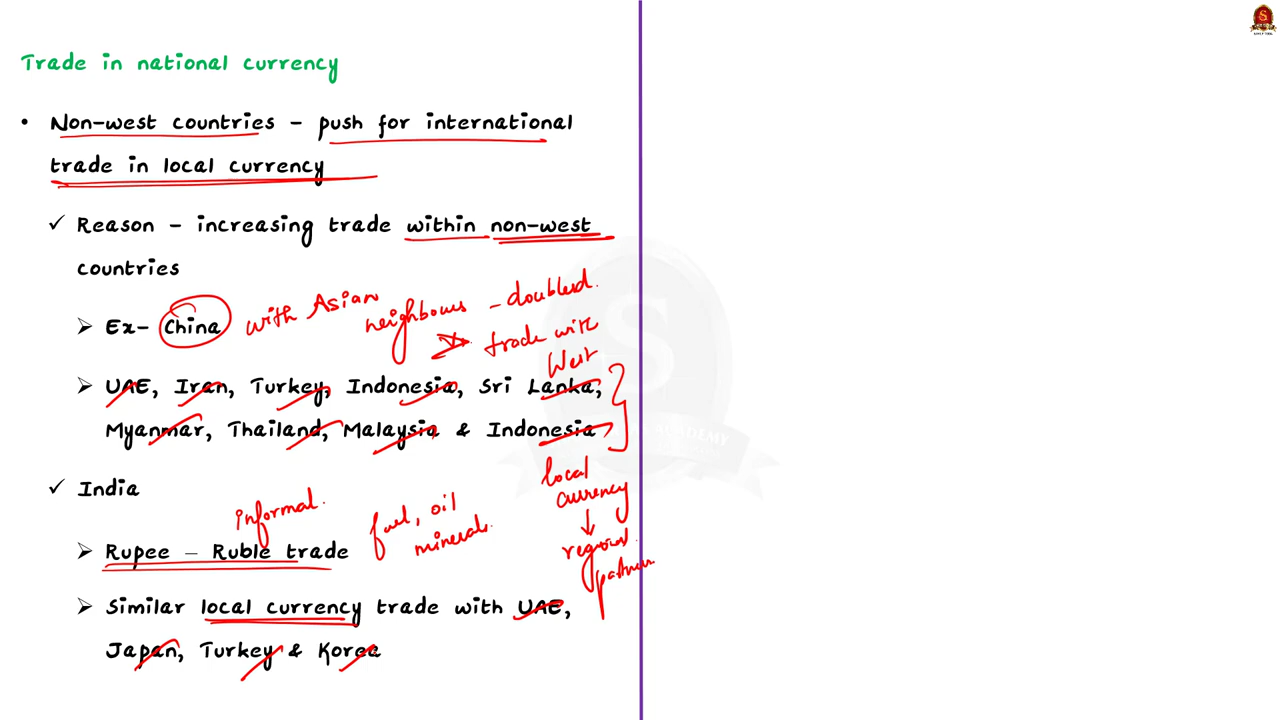 Trade in national currency
• Non-west countries – push for international
trade in local currency
✓ Reason – increasing trade within non-west
countries
with Asian neighbours – doubled.
➢ Ex- China
trade with
West
➢ UAE, Iran, Turkey, Indonesia, Sri Lanka,
Myanmar, Thailand, Malaysia & Indonesia
local
currency
↓
regional
partners
✓ India
informal.
fuel, oil
minerals.
➢ Rupee – Ruble trade
➢ Similar local currency trade with UAE,
Japan, Turkey & Korea